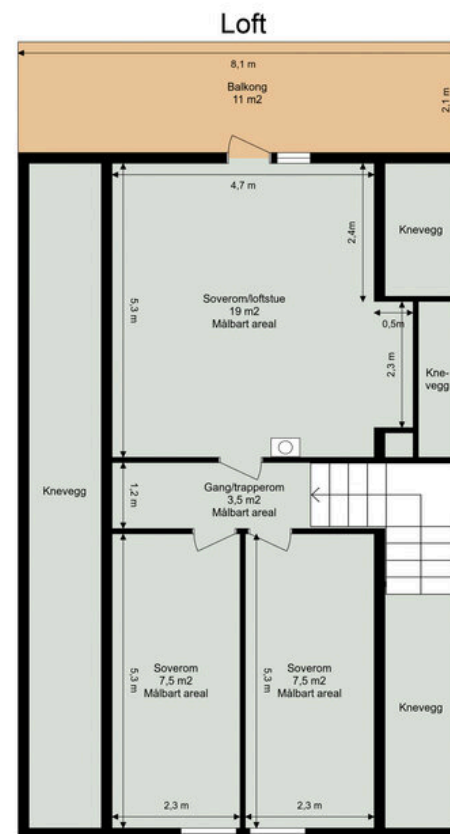 Loft
8,1 m
Balkong
11 m2
2,1 m
4,7 m
2,4m
Knevegg
5,3 m
Soverom/loftstue
19 m2
Målbart areal
0,5m
2,3 m
Kne-
vegg
Knevegg
1,2 m
Gang/trapperom
3,5 m2
Målbart areal
5,3 m
Soverom
7,5 m2
Målbart areal
5,3 m
Soverom
7,5 m2
Målbart areal
Knevegg
2,3 m
2,3 m